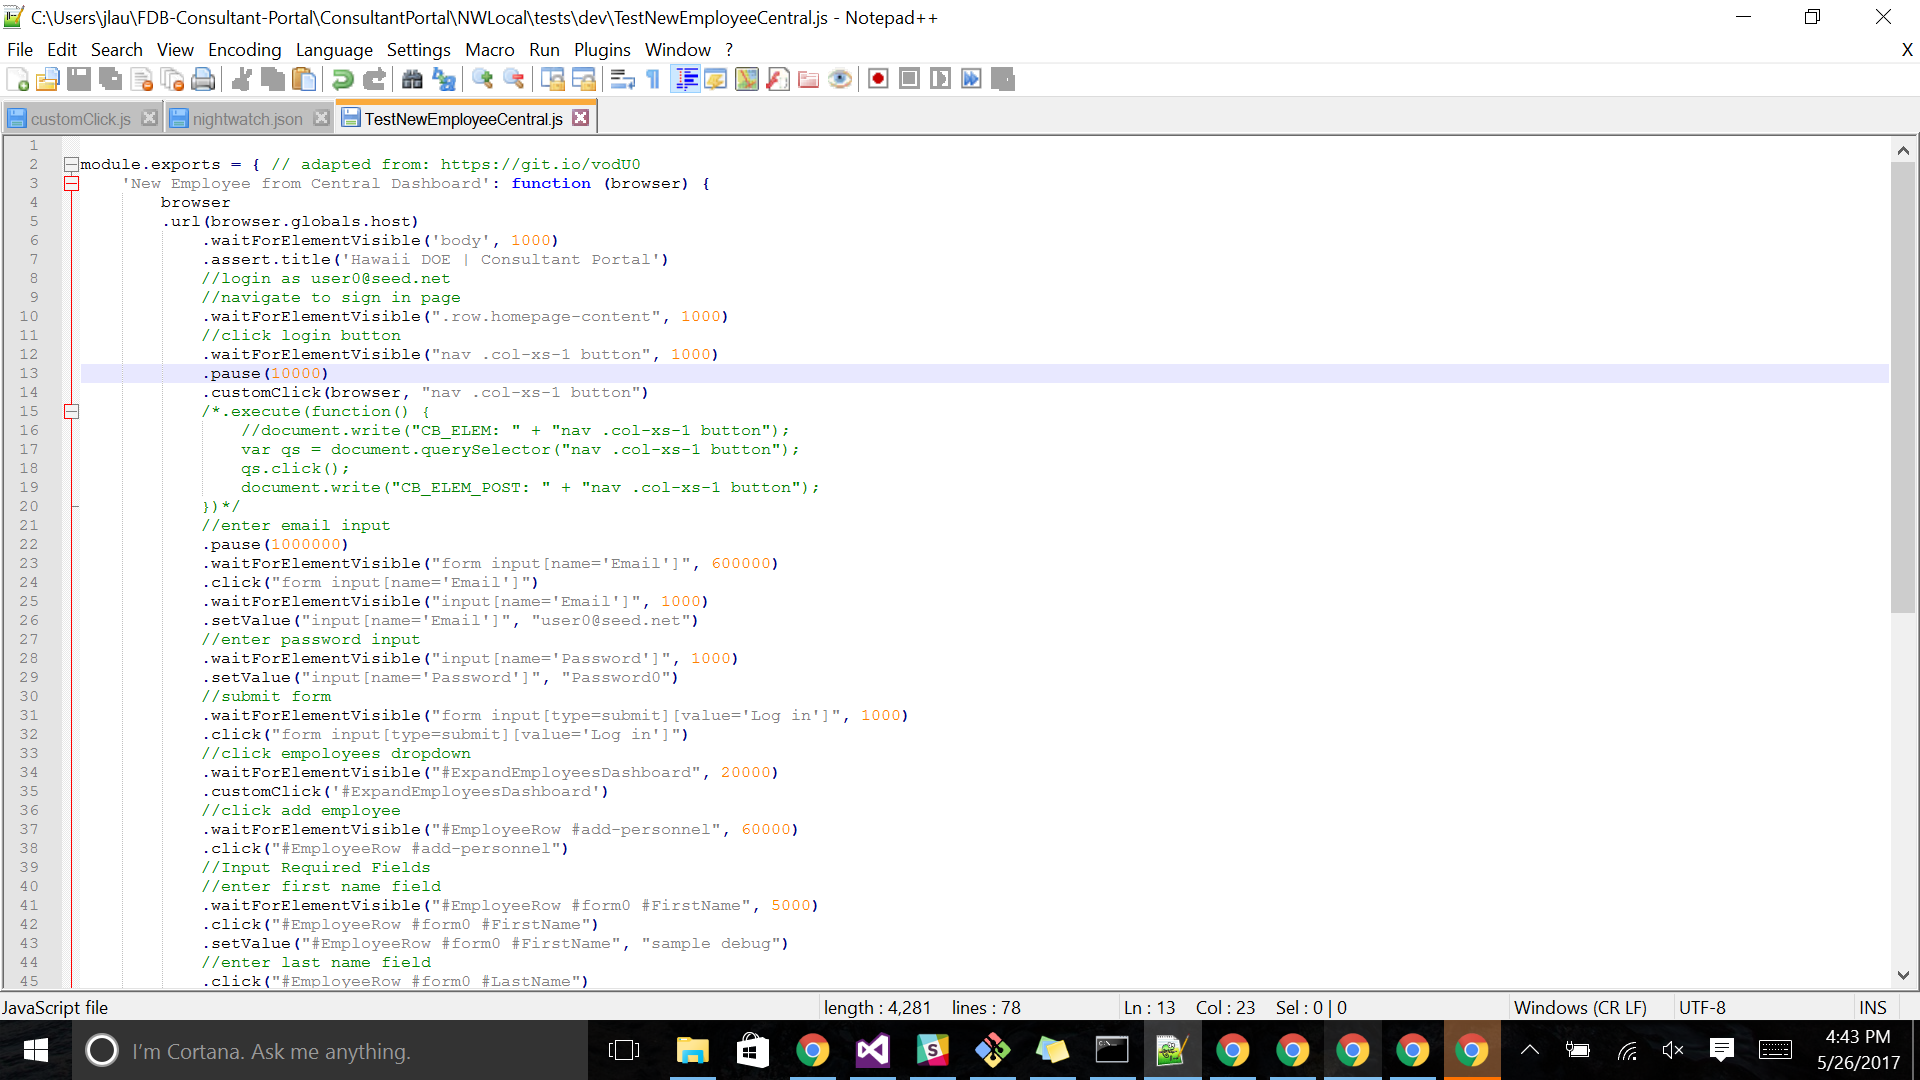 C:\Users\jlau\FDB-Consultant-Portal\ConsultantPortal\NWLocal\tests\dev\TestNewEmployeeCentral.js - Notepad++
File Edit Search View Encoding Language Settings Macro Run Plugins Window ? X
customClick.js nightwatch.json TestNewEmployeeCentral.js
1
2 module.exports = { // adapted from: https://git.io/vodU0
3 'New Employee from Central Dashboard': function (browser) {
4 browser
5 .url(browser.globals.host)
6 .waitForElementVisible('body', 1000)
7 .assert.title('Hawaii DOE | Consultant Portal')
8 //login as user0@seed.net
9 //navigate to sign in page
10 .waitForElementVisible(".row.homepage-content", 1000)
11 //click login button
12 .waitForElementVisible("nav .col-xs-1 button", 1000)
13 .pause(10000)
14 .customClick(browser, "nav .col-xs-1 button")
15 /*.execute(function() {
16 //document.write("CB_ELEM: " + "nav .col-xs-1 button");
17 var qs = document.querySelector("nav .col-xs-1 button");
18 qs.click();
19 document.write("CB_ELEM_POST: " + "nav .col-xs-1 button");
20 })*/
21 //enter email input
22 .pause(1000000)
23 .waitForElementVisible("form input[name='Email']", 600000)
24 .click("form input[name='Email']")
25 .waitForElementVisible("input[name='Email']", 1000)
26 .setValue("input[name='Email']", "user0@seed.net")
27 //enter password input
28 .waitForElementVisible("input[name='Password']", 1000)
29 .setValue("input[name='Password']", "Password0")
30 //submit form
31 .waitForElementVisible("form input[type=submit][value='Log in']", 1000)
32 .click("form input[type=submit][value='Log in']")
33 //click empoloyees dropdown
34 .waitForElementVisible("#ExpandEmployeesDashboard", 20000)
35 .customClick('#ExpandEmployeesDashboard')
36 //click add employee
37 .waitForElementVisible("#EmployeeRow #add-personnel", 60000)
38 .click("#EmployeeRow #add-personnel")
39 //Input Required Fields
40 //enter first name field
41 .waitForElementVisible("#EmployeeRow #form0 #FirstName", 5000)
42 .click("#EmployeeRow #form0 #FirstName")
43 .setValue("#EmployeeRow #form0 #FirstName", "sample debug")
44 //enter last name field
45 .click("#EmployeeRow #form0 #LastName")
JavaScript file length : 4,281 lines : 78 Ln : 13 Col : 23 Sel : 0 | 0 Windows (CR LF) UTF-8 INS
I'm Cortana. Ask me anything.
4:43 PM
5/26/2017